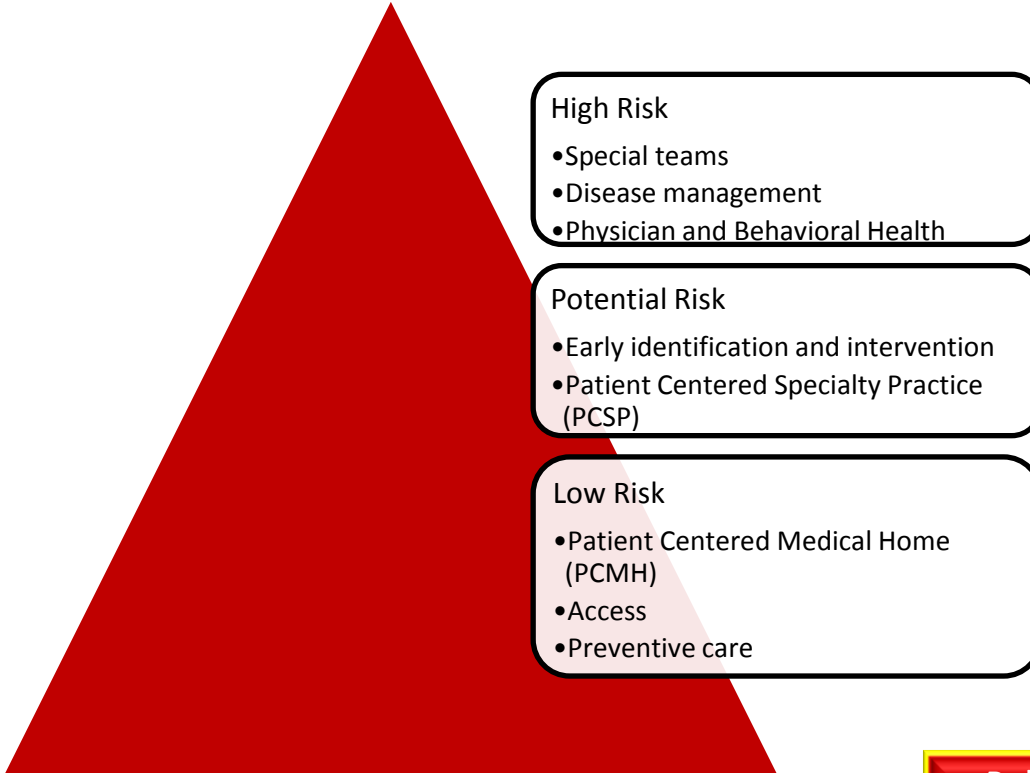 High Risk
•Special teams
•Disease management
•Physician and Behavioral Health
Potential Risk
•Early identification and intervention
•Patient Centered Specialty Practice
(PCSP)
Low Risk
•Patient Centered Medical Home
(PCMH)
•Access
•Preventive care